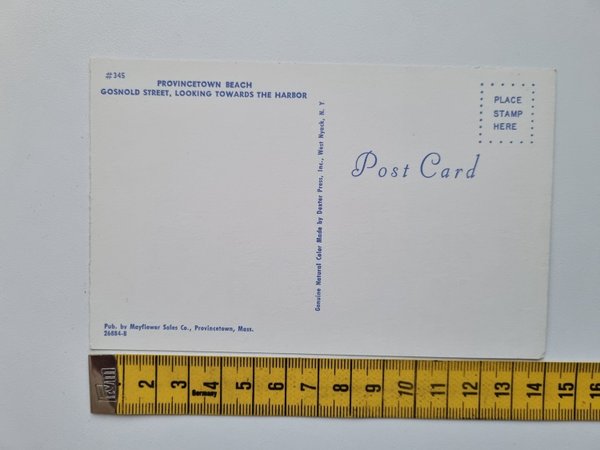 #345
PROVINCETOWN BEACH
GOSNOLD STREET, LOOKING TOWARDS THE HARBOR
PLACE
STAMP
HERE
Post Card
Genuine Natural Color Made by Dexter Press, Inc., West Nyack, N. Y
Pub. by Mayflower Sales Co., Provincetown, Mass.
26884-B
2 3 4 5 6 7 8 9 10 11 12 13 14 15 16
Germany